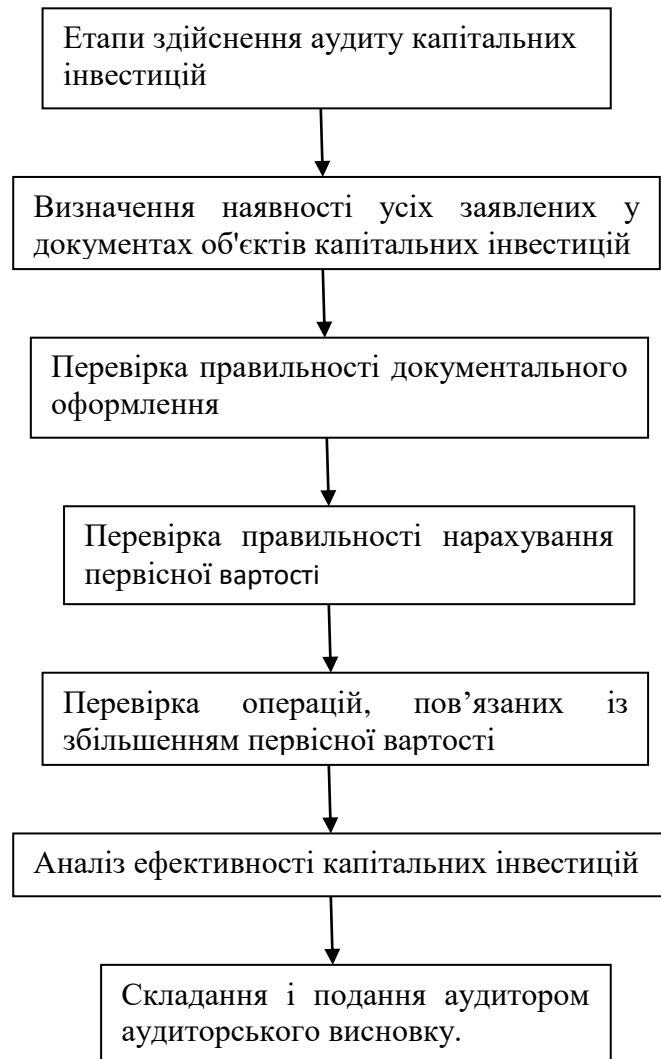 Етапи здійснення аудиту капітальних
інвестицій
Визначення наявності усіх заявлених у
документах об'єктів капітальних інвестицій
Перевірка правильності документального
оформлення
Перевірка правильності нарахування
первісної вартості
Перевірка операцій, пов’язаних із
збільшенням первісної вартості
Аналіз ефективності капітальних інвестицій
Складання і подання аудитором
аудиторського висновку.